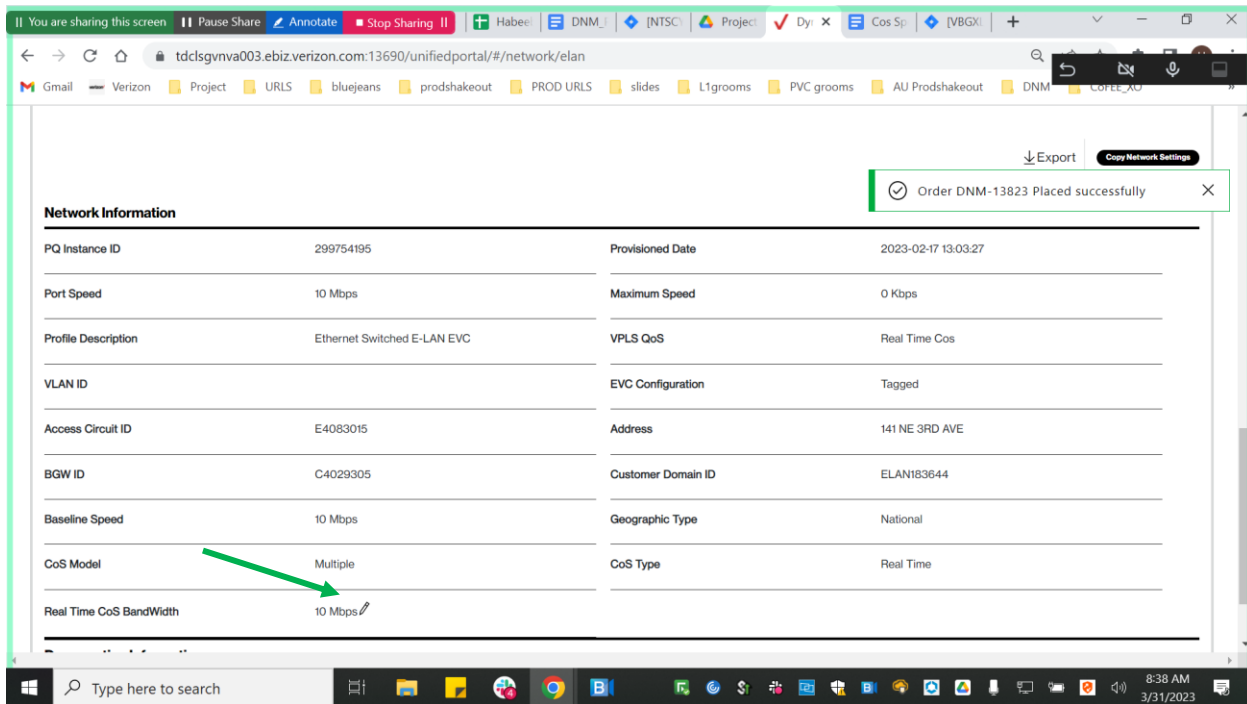 You are sharing this screen Pause Share Annotate Stop Sharing Habeel DNM_ [NTSC Project Dy Cos Sp [VBGX
tdclsgvnva003.ebiz.verizon.com:13690/unifiedportal/#/network/elan
Gmail Verizon Project URLS bluejeans prodshakeout PROD URLS slides L1grooms PVC grooms AU Prodshakeout DNM COFEE_XO »
Export Copy Network Settings
Order DNM-13823 Placed successfully
Network Information
PQ Instance ID 299754195 Provisioned Date 2023-02-17 13:03:27
Port Speed 10 Mbps Maximum Speed 0 Kbps
Profile Description Ethernet Switched E-LAN EVC VPLS QoS Real Time Cos
VLAN ID EVC Configuration Tagged
Access Circuit ID E4083015 Address 141 NE 3RD AVE
BGW ID C4029305 Customer Domain ID ELAN183644
Baseline Speed 10 Mbps Geographic Type National
CoS Model Multiple CoS Type Real Time
Real Time CoS BandWidth 10 Mbps
Type here to search
8:38 AM
3/31/2023